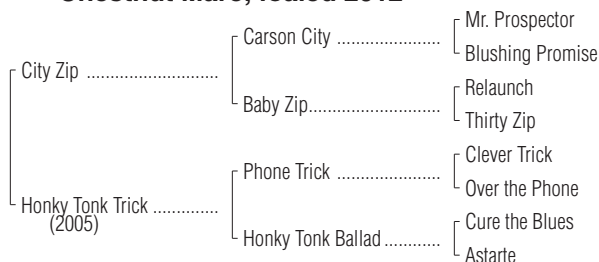 Chestnut Mare; foaled 2012
Mr. Prospector
Carson City ......................
Blushing Promise
City Zip ...........................
Relaunch
Baby Zip............................
Thirty Zip
Clever Trick
Phone Trick ......................
Over the Phone
Honky Tonk Trick ..............
(2005)
Cure the Blues
Honky Tonk Ballad ............
Astarte